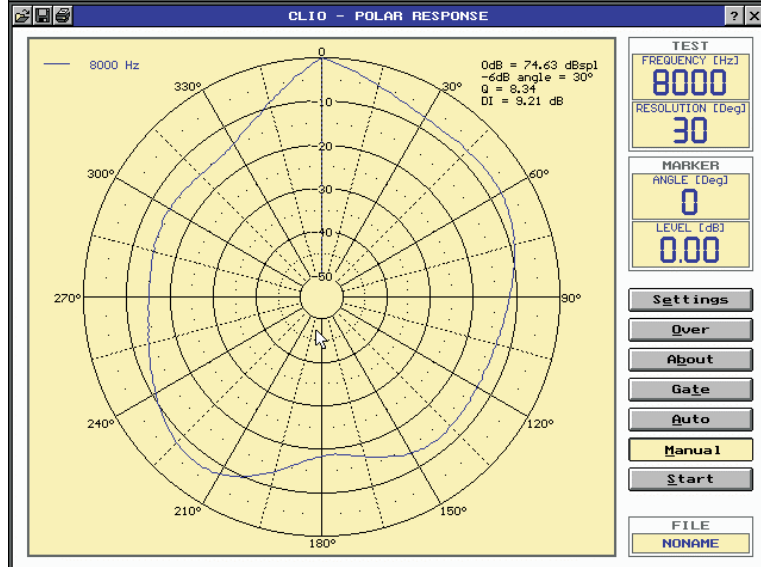 CLIO - POLAR RESPONSE
? X
8000 Hz
0dB = 74.63 dBspl
-6dB angle = 30°
Q = 8.34
DI = 9.21 dB
0
330°
30°
-10
-20
300°
60°
-30
-40
-50
270°
90°
240°
120°
210°
150°
180°
TEST
FREQUENCY [Hz]
8000
RESOLUTION [Deg]
30
MARKER
ANGLE [Deg]
0
LEVEL [dB]
0.00
Settings
Over
About
Gate
Auto
Manual
Start
FILE
NONAME